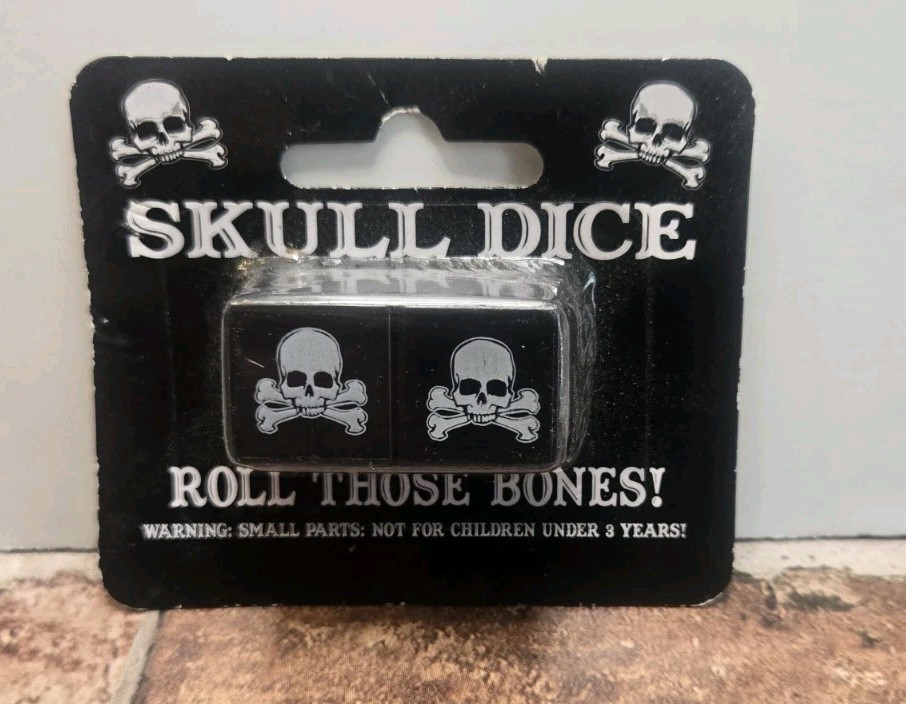 SKULL DICE
ROLL THOSE BONES!
WARNING: SMALL PARTS: NOT FOR CHILDREN UNDER 3 YEARS!